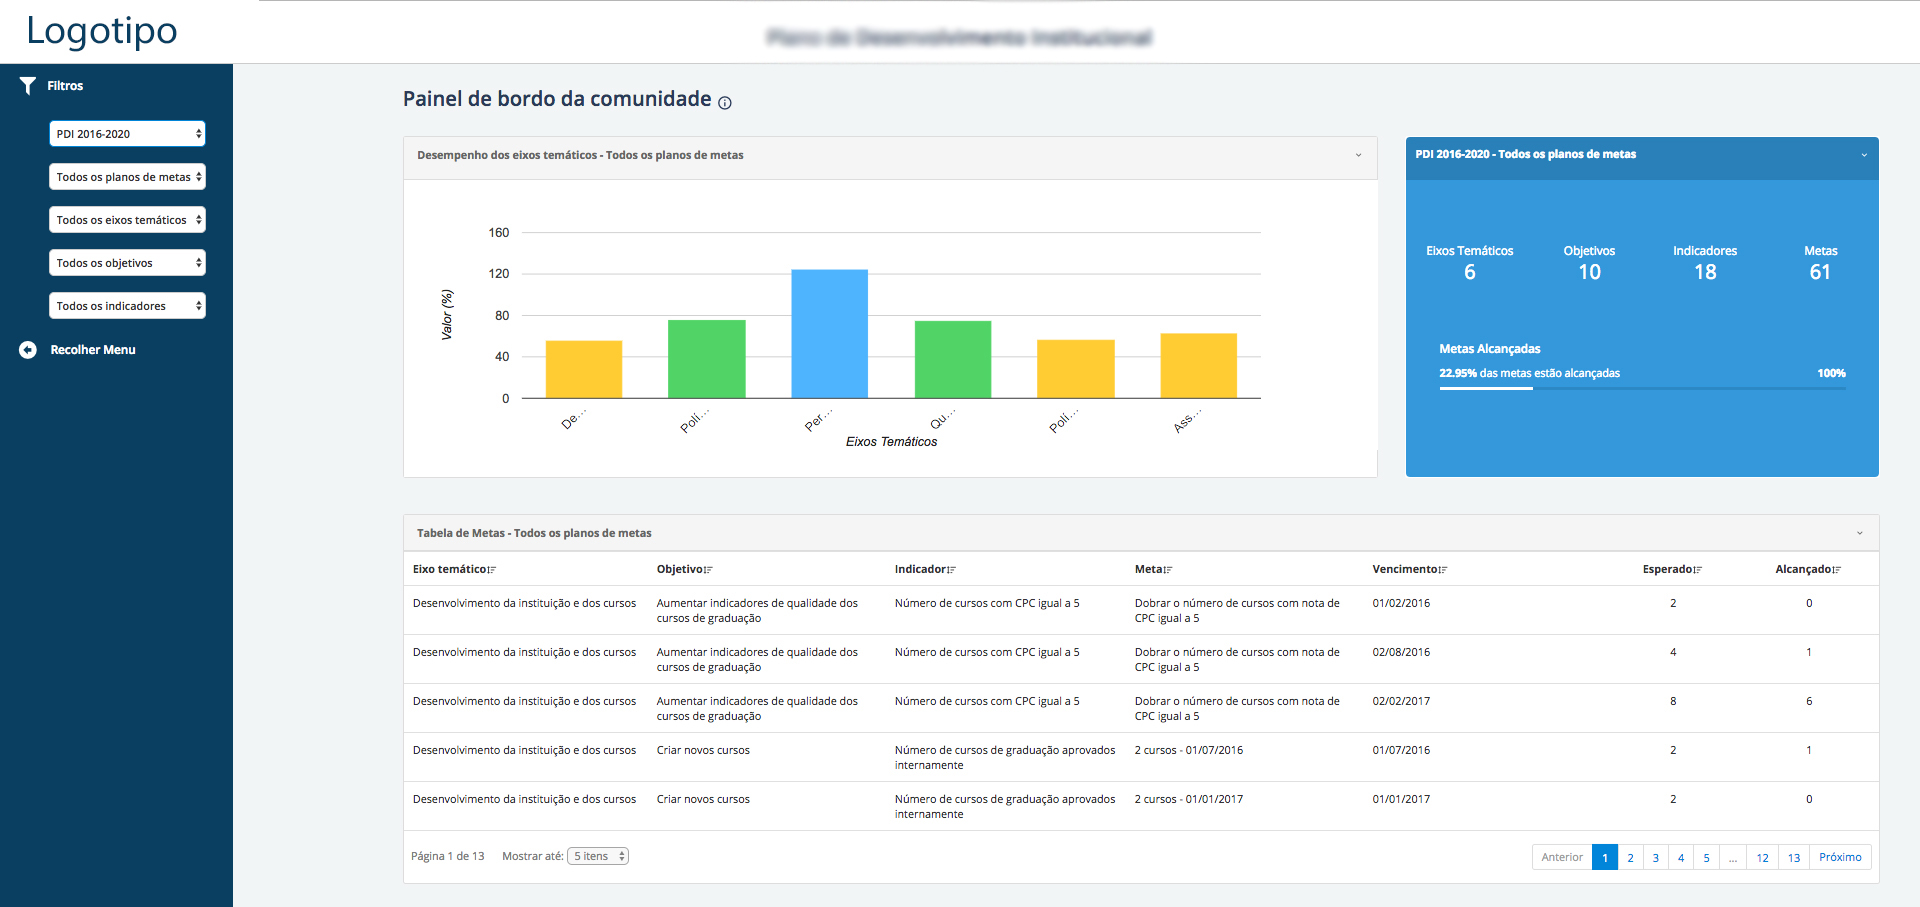 Logotipo
Filtros
PDI 2016-2020
Todos os planos de metas
Todos os eixos temáticos
Todos os objetivos
Todos os indicadores
Recolher Menu
Painel de bordo da comunidade
Desempenho dos eixos temáticos - Todos os planos de metas
160
120
80
40
0
Valor (%)
De...
Polí...
Per...
Qu...
Polí...
Ass...
Eixos Temáticos
PDI 2016-2020 - Todos os planos de metas
Eixos Temáticos Objetivos Indicadores Metas
6 10 18 61
Metas Alcançadas
22.95% das metas estão alcançadas 100%
Tabela de Metas - Todos os planos de metas
Eixo temático Objetivo Indicador Meta Vencimento Esperado Alcançado
Desenvolvimento da instituição e dos cursos Aumentar indicadores de qualidade dos Número de cursos com CPC igual a 5 Dobrar o número de cursos com nota de 01/02/2016 2 0
cursos de graduação CPC igual a 5
Desenvolvimento da instituição e dos cursos Aumentar indicadores de qualidade dos Número de cursos com CPC igual a 5 Dobrar o número de cursos com nota de 02/08/2016 4 1
cursos de graduação CPC igual a 5
Desenvolvimento da instituição e dos cursos Aumentar indicadores de qualidade dos Número de cursos com CPC igual a 5 Dobrar o número de cursos com nota de 02/02/2017 8 6
cursos de graduação CPC igual a 5
Desenvolvimento da instituição e dos cursos Criar novos cursos Número de cursos de graduação aprovados 2 cursos - 01/07/2016 01/07/2016 2 1
internamente
Desenvolvimento da instituição e dos cursos Criar novos cursos Número de cursos de graduação aprovados 2 cursos - 01/01/2017 01/01/2017 2 0
internamente
Página 1 de 13 Mostrar até: 5 itens Anterior 1 2 3 4 5 ... 12 13 Próximo